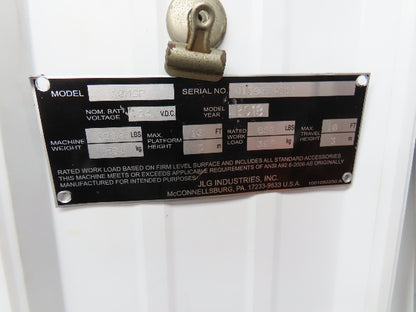 MODEL SERIAL NO.
NOM. BATT. VOLTAGE V.D.C. MODEL YEAR
MACHINE WEIGHT LBS kg MAX. PLATFORM HEIGHT FT m RATED WORK LOAD LBS kg MAX. TRAVEL HEIGHT FT m
RATED WORK LOAD BASED ON FIRM LEVEL SURFACE AND INCLUDES ALL STANDARD ACCESSORIES
THIS MACHINE MEETS OR EXCEEDS APPLICABLE REQUIREMENTS OF ANSI A92.6-2006 AS ORIGINALLY
MANUFACTURED FOR INTENDED PURPOSES.
JLG INDUSTRIES, INC.
McCONNELLSBURG, PA. 17233-9533 U.S.A.